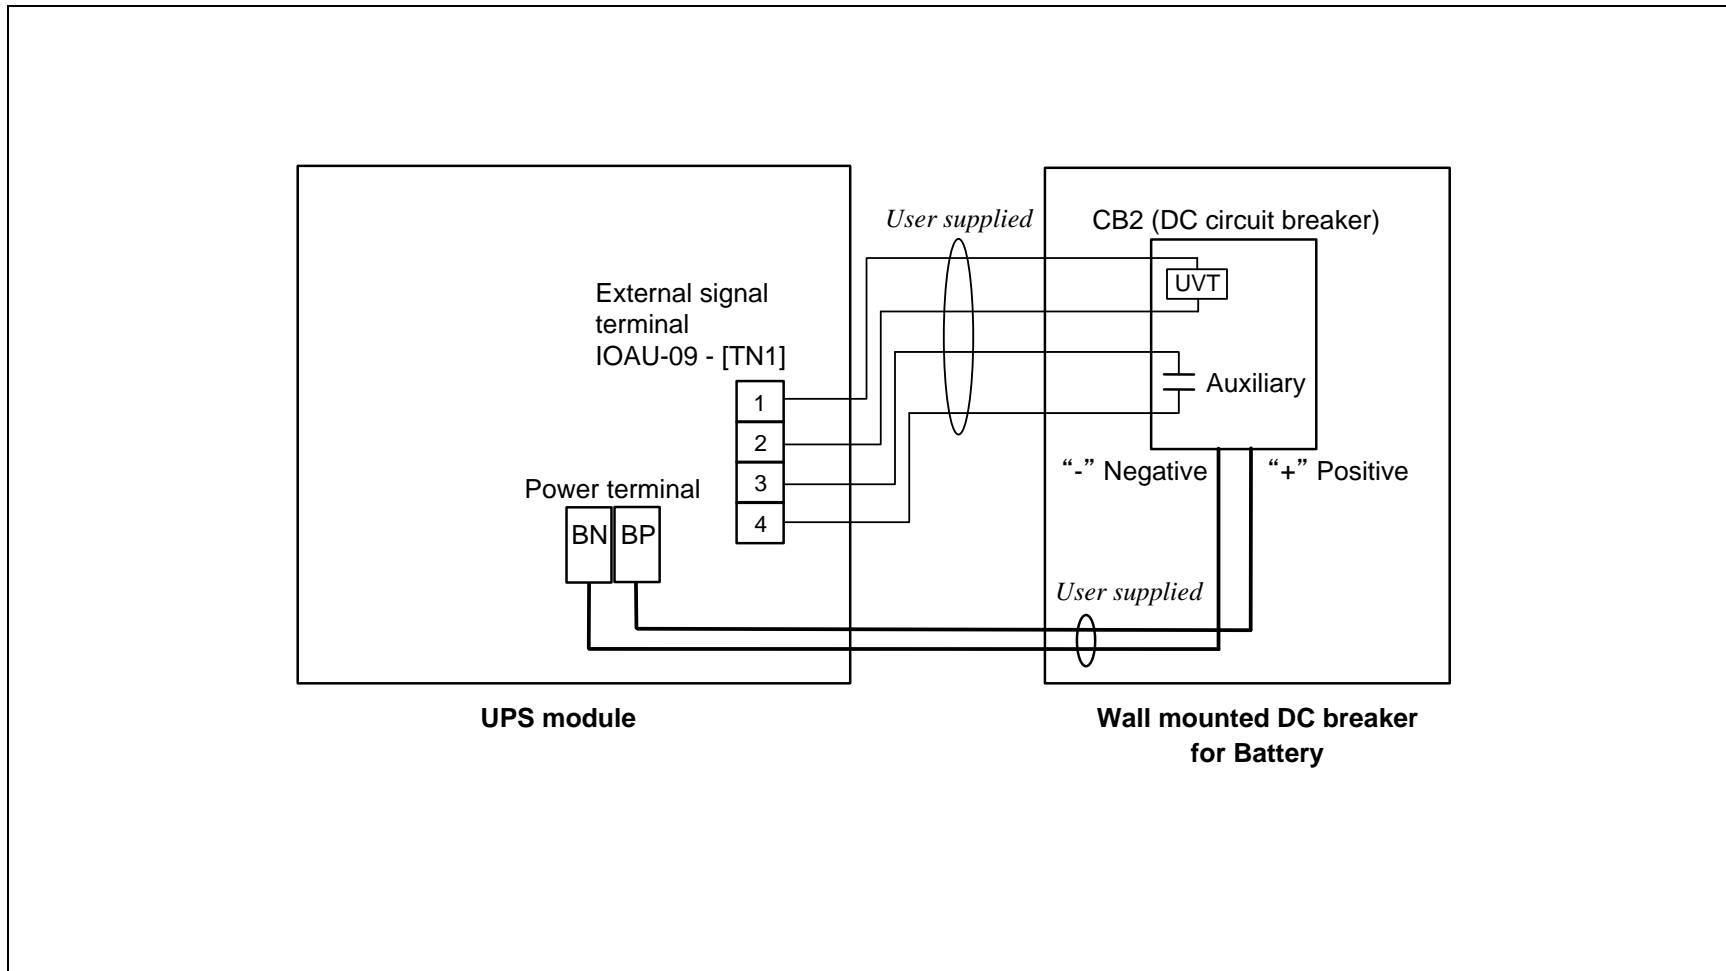 User supplied
CB2 (DC circuit breaker)
UVT
External signal
terminal
IOAU-09 - [TN1]
Auxiliary
1
2
3
4
“-” Negative
“+” Positive
Power terminal
BN
BP
User supplied
UPS module
Wall mounted DC breaker
for Battery